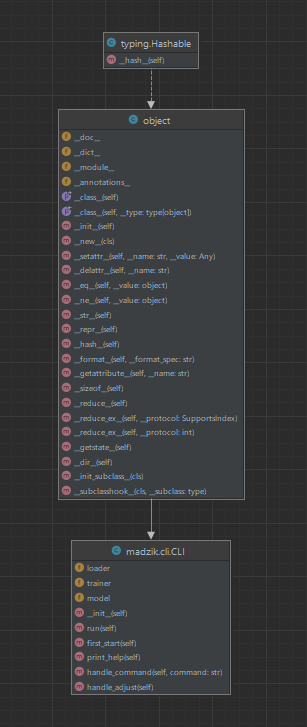 typing.Hashable
__hash__(self)
object
__doc__
__dict__
__module__
__annotations__
__class__(self)
__class__(self, __type: type[object])
__init__(self)
__new__(cls)
__setattr__(self, __name: str, __value: Any)
__delattr__(self, __name: str)
__eq__(self, __value: object)
__ne__(self, __value: object)
__str__(self)
__repr__(self)
__hash__(self)
__format__(self, __format_spec: str)
__getattribute__(self, __name: str)
__sizeof__(self)
__reduce__(self)
__reduce_ex__(self, __protocol: SupportsIndex)
__reduce_ex__(self, __protocol: int)
__getstate__(self)
__dir__(self)
__init_subclass__(cls)
__subclasshook__(cls, __subclass: type)
madzik.cli.CLI
loader
trainer
model
__init__(self)
run(self)
first_start(self)
print_help(self)
handle_command(self, command: str)
handle_adjust(self)